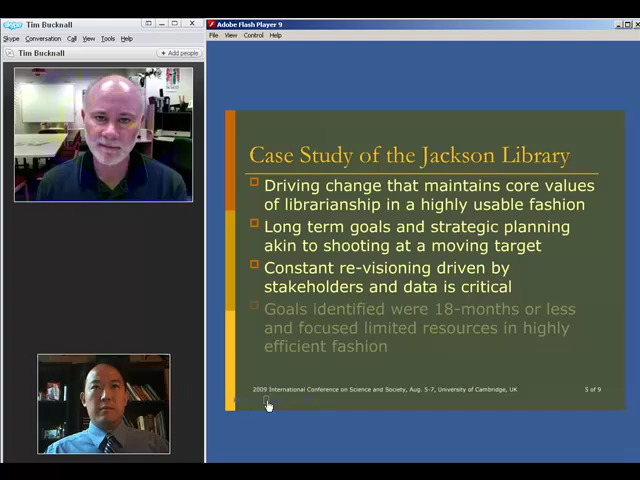 Tim Bucknall
Skype Conversation Call View Tools Help
Tim Bucknall
Add people
Adobe Flash Player 9
File View Control Help
Case Study of the Jackson Library
Driving change that maintains core values
of librarianship in a highly usable fashion
Long term goals and strategic planning
akin to shooting at a moving target
Constant re-visioning driven by
stakeholders and data is critical
Goals identified were 18-months or less
and focused limited resources in highly
efficient fashion
2009 International Conference on Science and Society, Aug. 5-7, University of Cambridge, UK
5 of 9